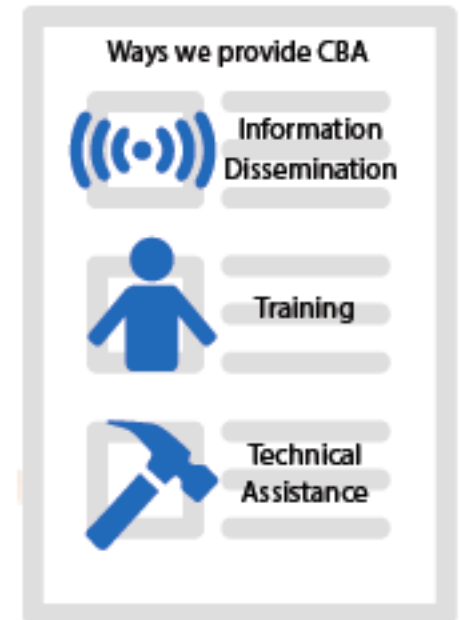 Ways we provide CBA
Information
Dissemination
Training
Technical
Assistance